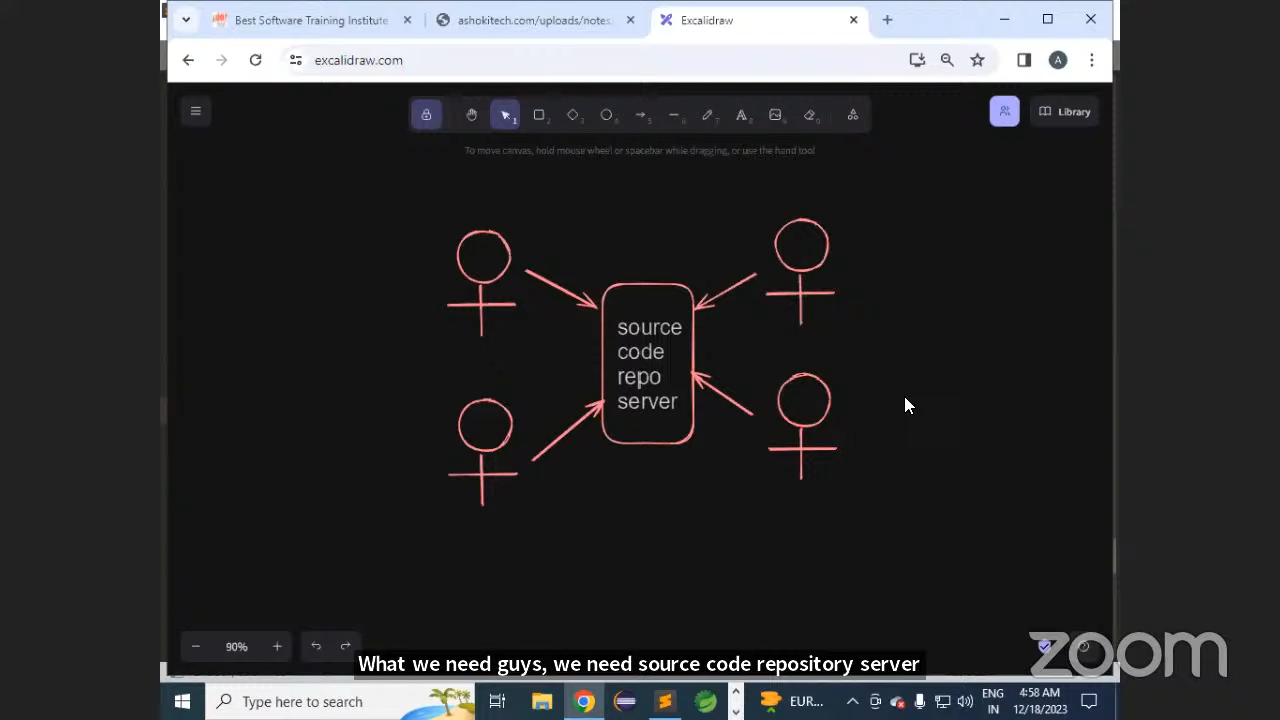 Best Software Training Institute
ashokitech.com/uploads/notes
Excalidraw
excalidraw.com
A
Library
To move canvas, hold mouse wheel or spacebar while dragging, or use the hand tool
source
code
repo
server
90%
What we need guys, we need source code repository server
zoom
Type here to search
EUR...
ENG
IN
4:58 AM
12/18/2023